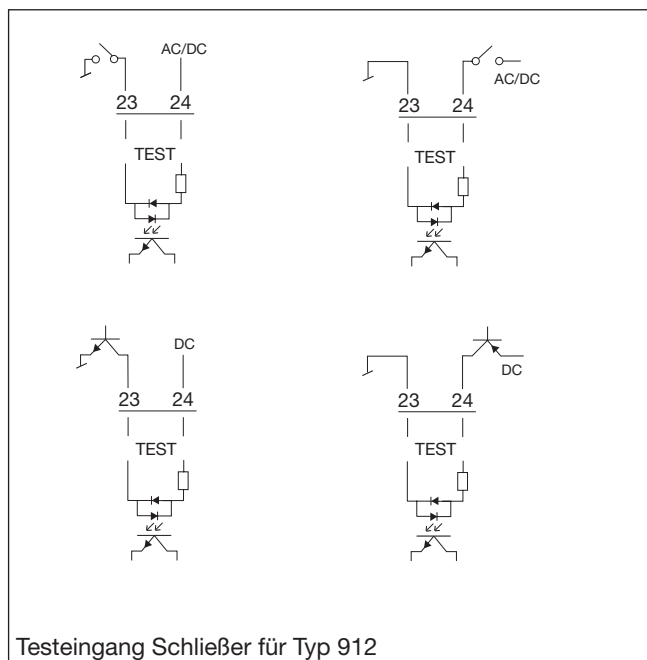 AC/DC
23 24
TEST
AC/DC
23 24
TEST
DC
23 24
TEST
DC
23 24
TEST
Testeingang Schließer für Typ 912